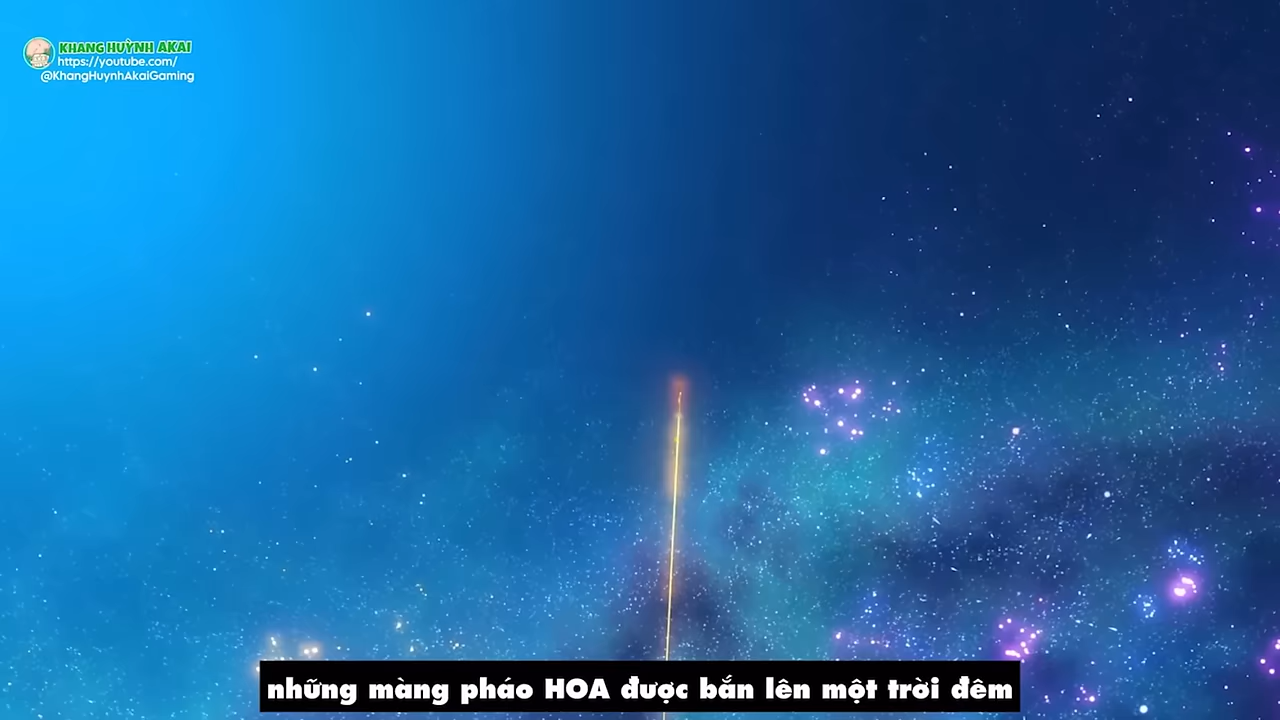 KHANG HUỲNH AKAI
https://youtube.com/
@KhangHuynhAkaiGaming
những màng pháo HOA được bắn lên một trời đêm